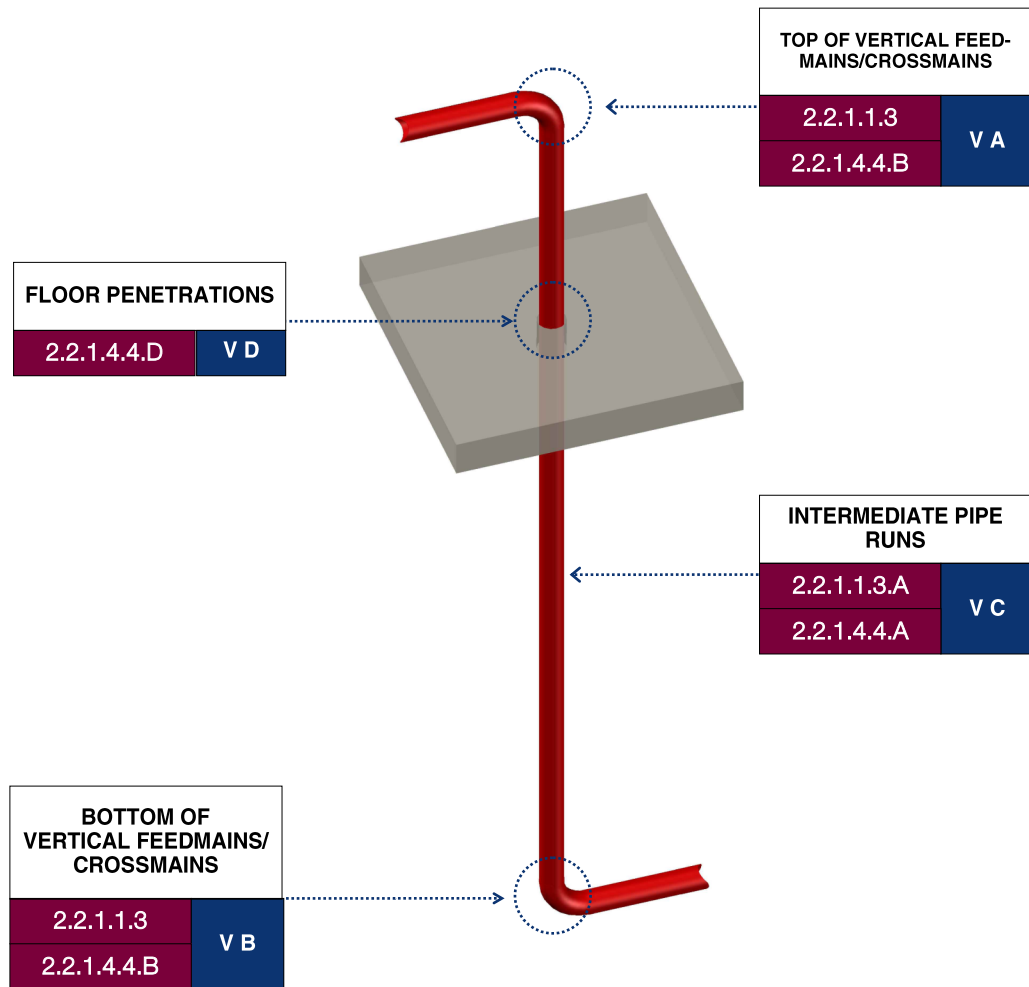 TOP OF VERTICAL FEED-
MAINS/CROSSMAINS
2.2.1.1.3
2.2.1.4.4.B
V A
FLOOR PENETRATIONS
2.2.1.4.4.D
V D
INTERMEDIATE PIPE
RUNS
2.2.1.1.3.A
2.2.1.4.4.A
V C
BOTTOM OF
VERTICAL FEEDMAINS/
CROSSMAINS
2.2.1.1.3
2.2.1.4.4.B
V B